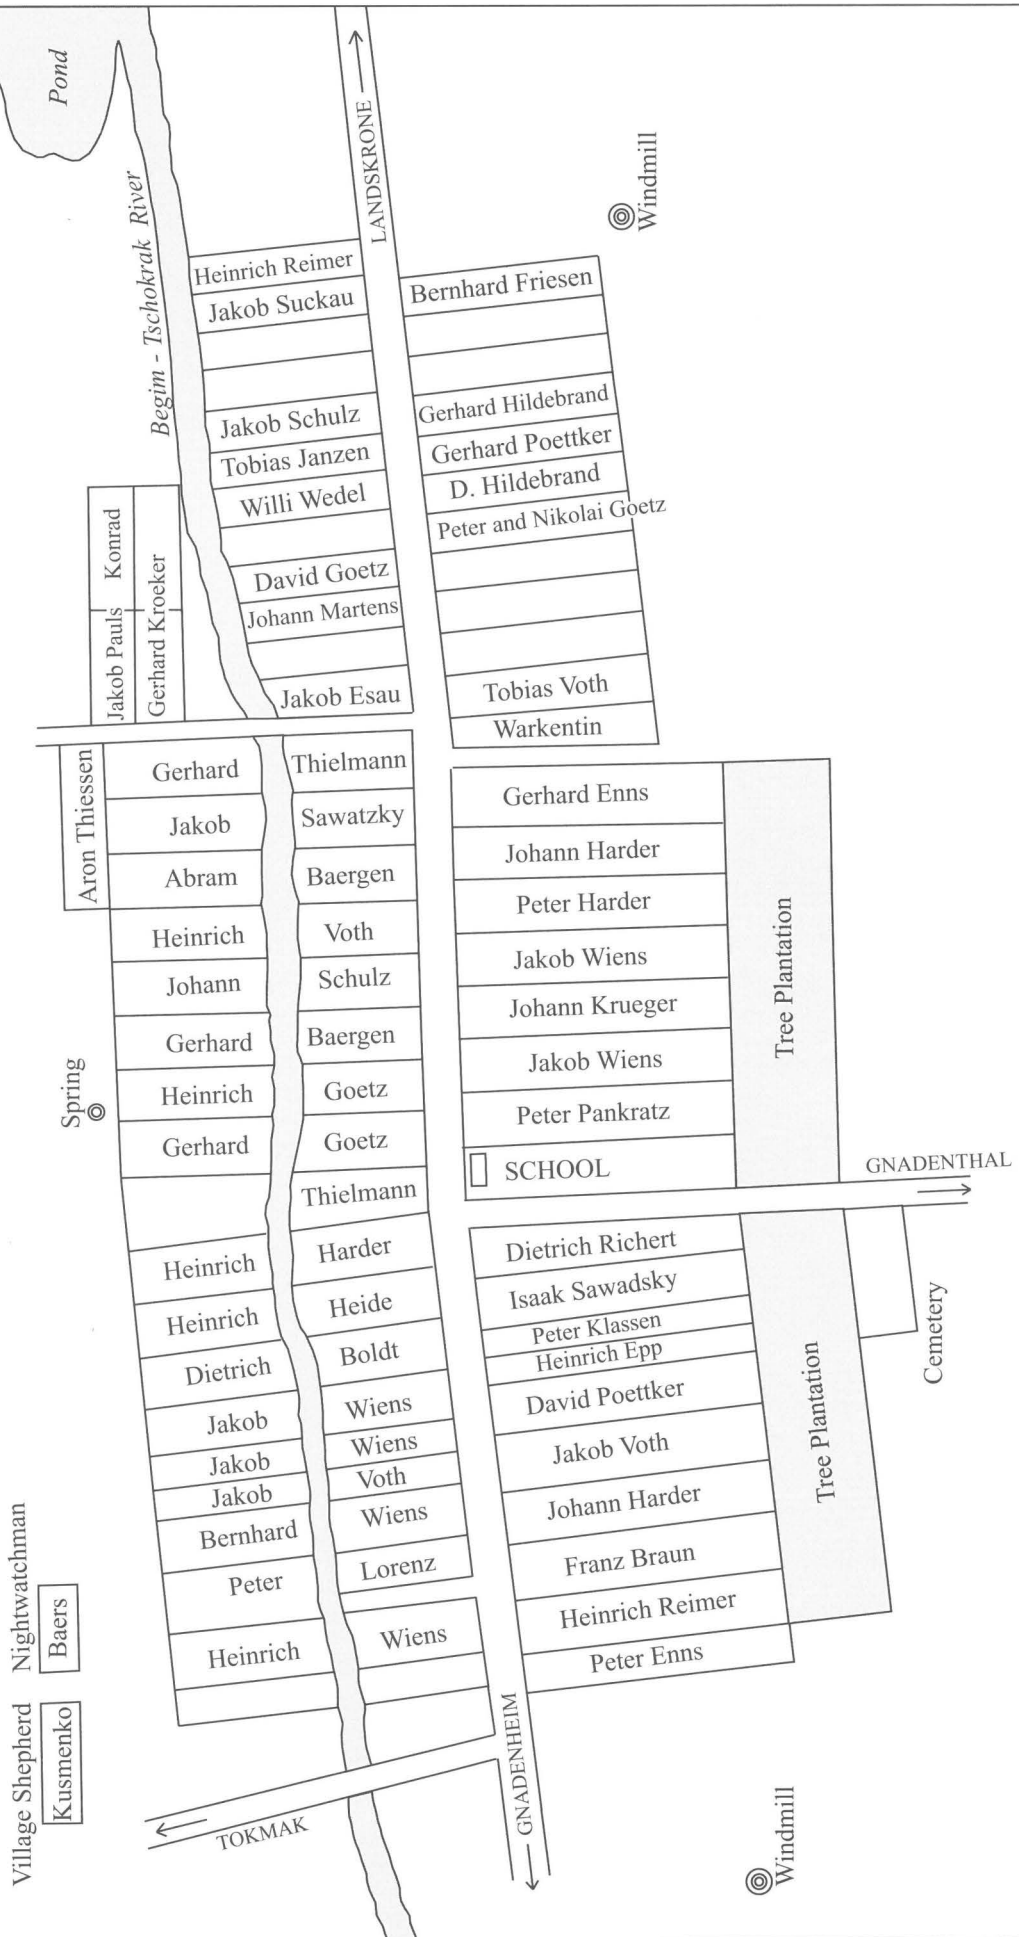 Pond
Begim - Tschokrak River
LANDSKRONE
Windmill
Heinrich Reimer
Jakob Suckau
Jakob Schulz
Tobias Janzen
Willi Wedel
David Goetz
Johann Martens
Jakob Esau
Bernhard Friesen
Gerhard Hildebrand
Gerhard Poettker
D. Hildebrand
Peter and Nikolai Goetz
Tobias Voth
Warkentin
Jakob Pauls Konrad
Gerhard Kroeker
Aron Thiessen
Gerhard Thielmann
Jakob Sawatzky
Abram Baergen
Heinrich Voth
Johann Schulz
Gerhard Baergen
Heinrich Goetz
Gerhard Goetz
Thielmann
Heinrich Harder
Heinrich Heide
Dietrich Boldt
Jakob Wiens
Jakob Wiens
Jakob Voth
Bernhard Wiens
Peter Lorenz
Heinrich Wiens
Spring
Gerhard Enns
Johann Harder
Peter Harder
Jakob Wiens
Johann Krueger
Jakob Wiens
Peter Pankratz
SCHOOL
Tree Plantation
GNADENTHAL
Dietrich Richert
Isaak Sawadsky
Peter Klassen
Heinrich Epp
David Poettker
Jakob Voth
Johann Harder
Franz Braun
Heinrich Reimer
Peter Enns
Tree Plantation
Cemetery
Nightwatchman
Baers
Village Shepherd
Kusmenko
TOKMAK
GNADENHEIM
Windmill